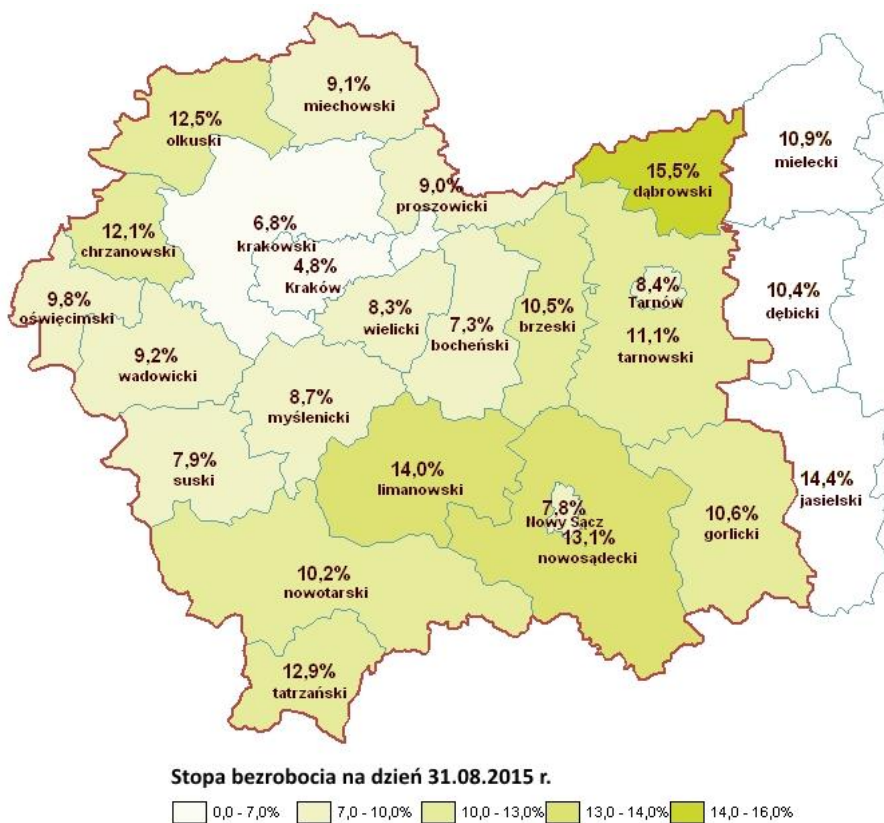 9,1%
miechowski
12,5%
olkuski
10,9%
mielecki
15,5%
dąbrowski
9,0%
proszowicki
6,8%
krakowski
12,1%
chrzanowski
4,8%
Kraków
8,4%
Tarnów
10,4%
dębicki
9,8%
oświęcimski
8,3%
wielicki
7,3%
bocheński
10,5%
brzeski
11,1%
tarnowski
9,2%
wadowicki
8,7%
myślenicki
7,9%
suski
14,0%
limanowski
14,4%
jasielski
7,8%
Nowy Sącz
13,1%
nowosądecki
10,6%
gorlicki
10,2%
nowotarski
12,9%
tatrzański
Stopa bezrobocia na dzień 31.08.2015 r.
0,0 - 7,0% 7,0 - 10,0% 10,0 - 13,0% 13,0 - 14,0% 14,0 - 16,0%